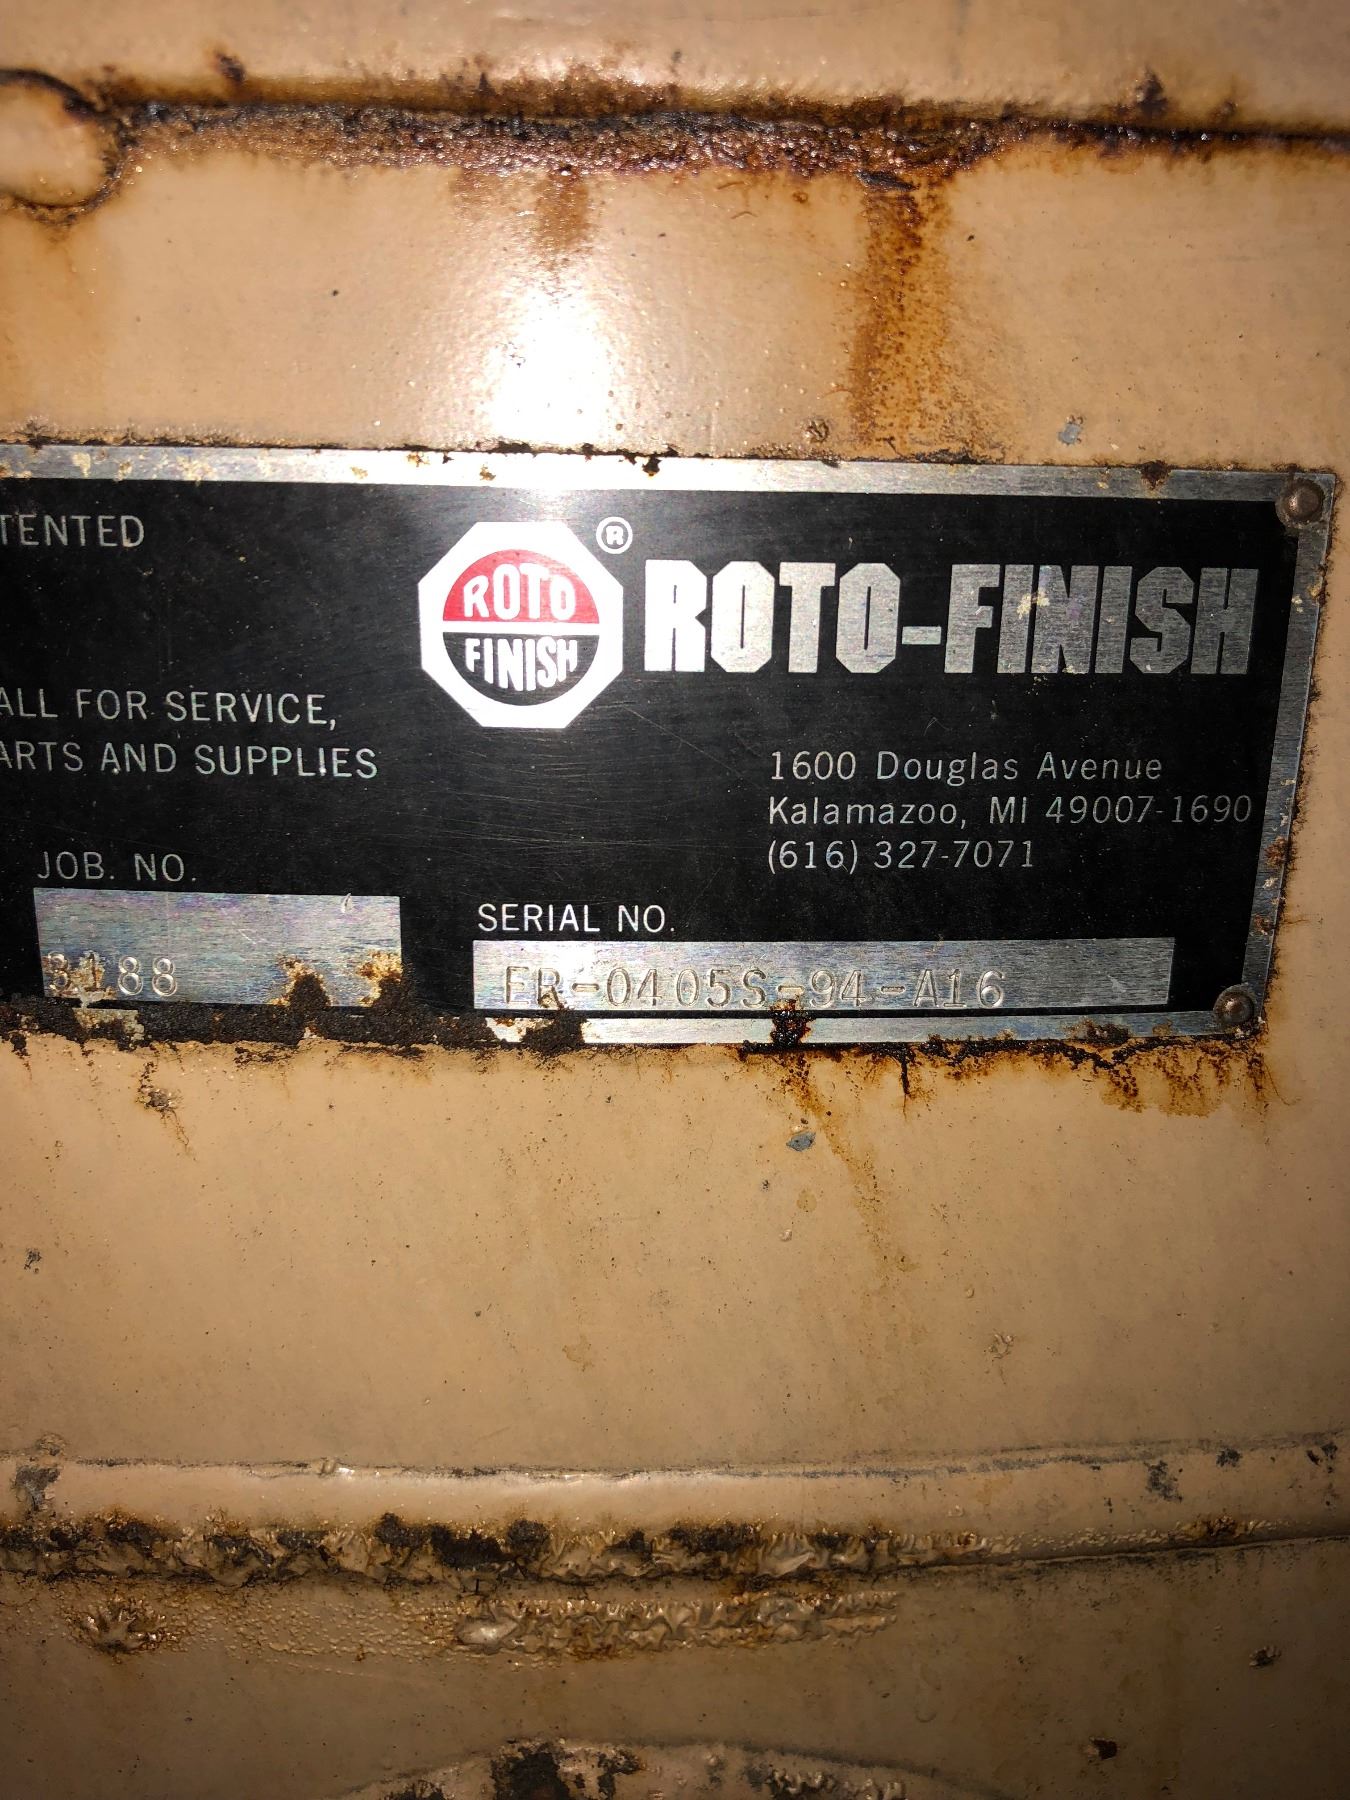 TENTED
ROTO
FINISH
®
ROTO-FINISH
ALL FOR SERVICE,
ARTS AND SUPPLIES
1600 Douglas Avenue
Kalamazoo, MI 49007-1690
(616) 327-7071
JOB. NO.
3188
SERIAL NO.
ER-0405S-94-A16